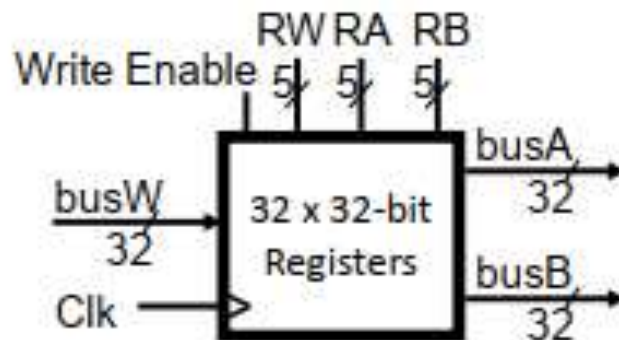 RW RA RB
Write Enable 5 5 5
busA
32
busW
32
32 x 32-bit
Registers
busB
32
Clk